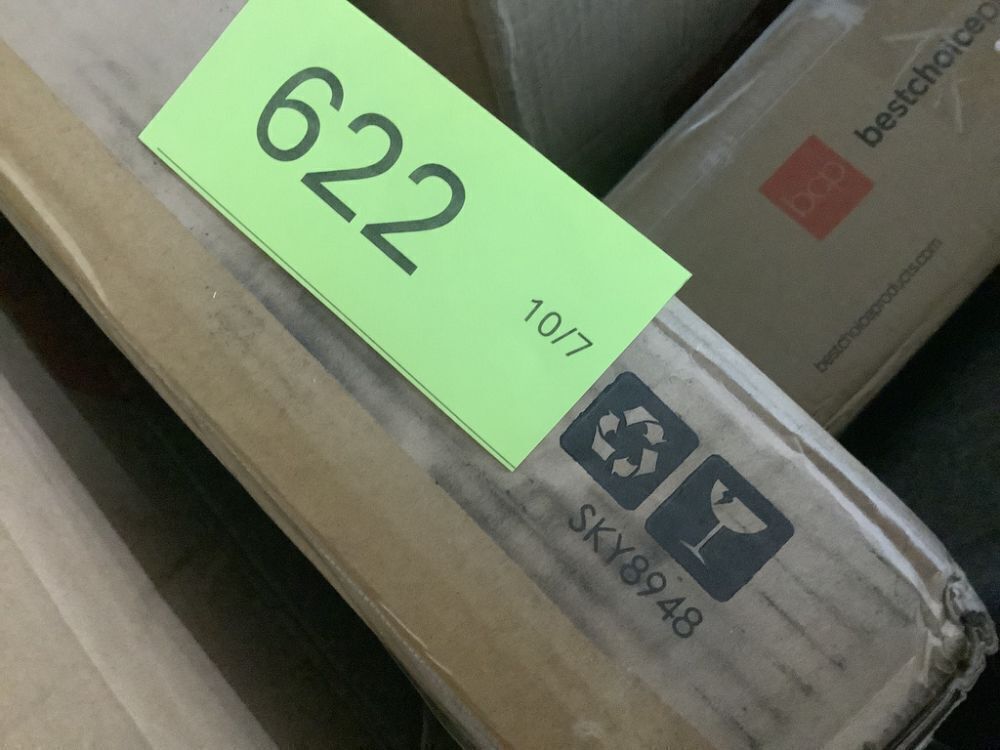 622
10/7
SKY8948
bcp
bestchoicep
bestchoiceproducts.com